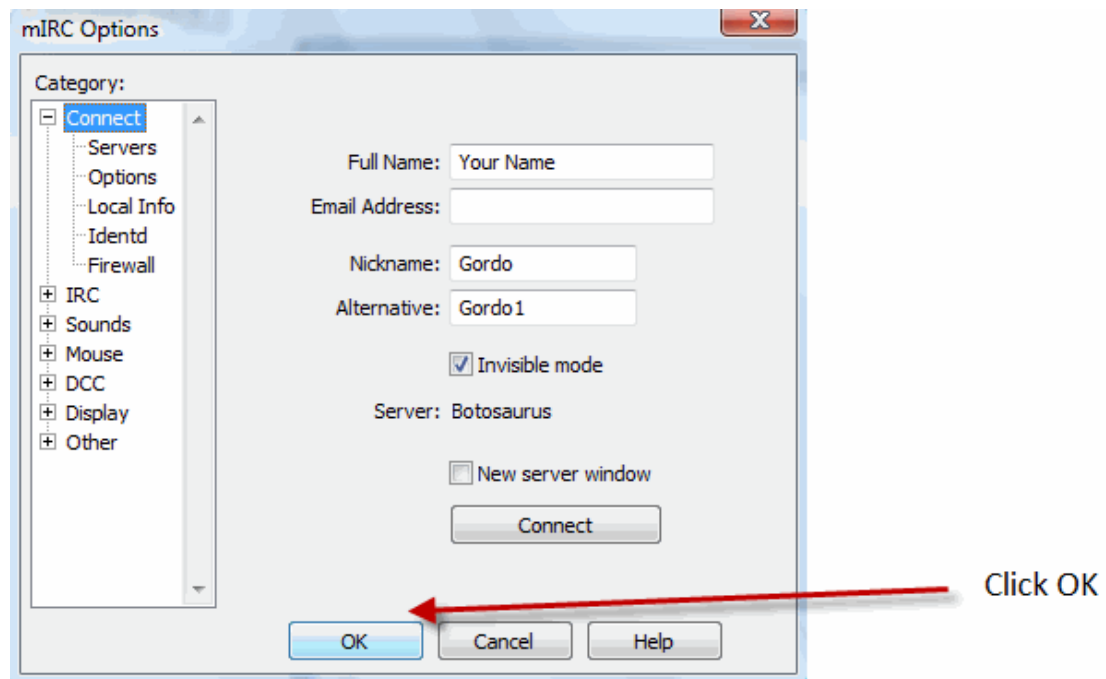 mIRC Options
Category:
Connect
Servers
Options
Local Info
Identd
Firewall
IRC
Sounds
Mouse
DCC
Display
Other
Full Name: Your Name
Email Address:
Nickname: Gordo
Alternative: Gordo1
Invisible mode
Server: Botosaurus
New server window
Connect
Click OK
OK Cancel Help